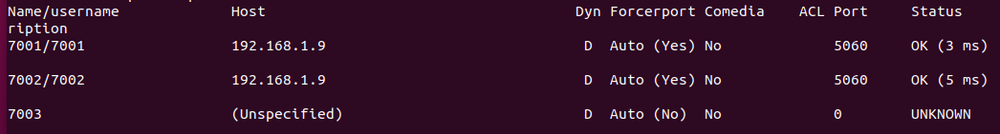 Name/username Host Dyn Forcerport Comedia ACL Port Status
ription
7001/7001 192.168.1.9 D Auto (Yes) No 5060 OK (3 ms)
7002/7002 192.168.1.9 D Auto (Yes) No 5060 OK (5 ms)
7003 (Unspecified) D Auto (No) No 0 UNKNOWN